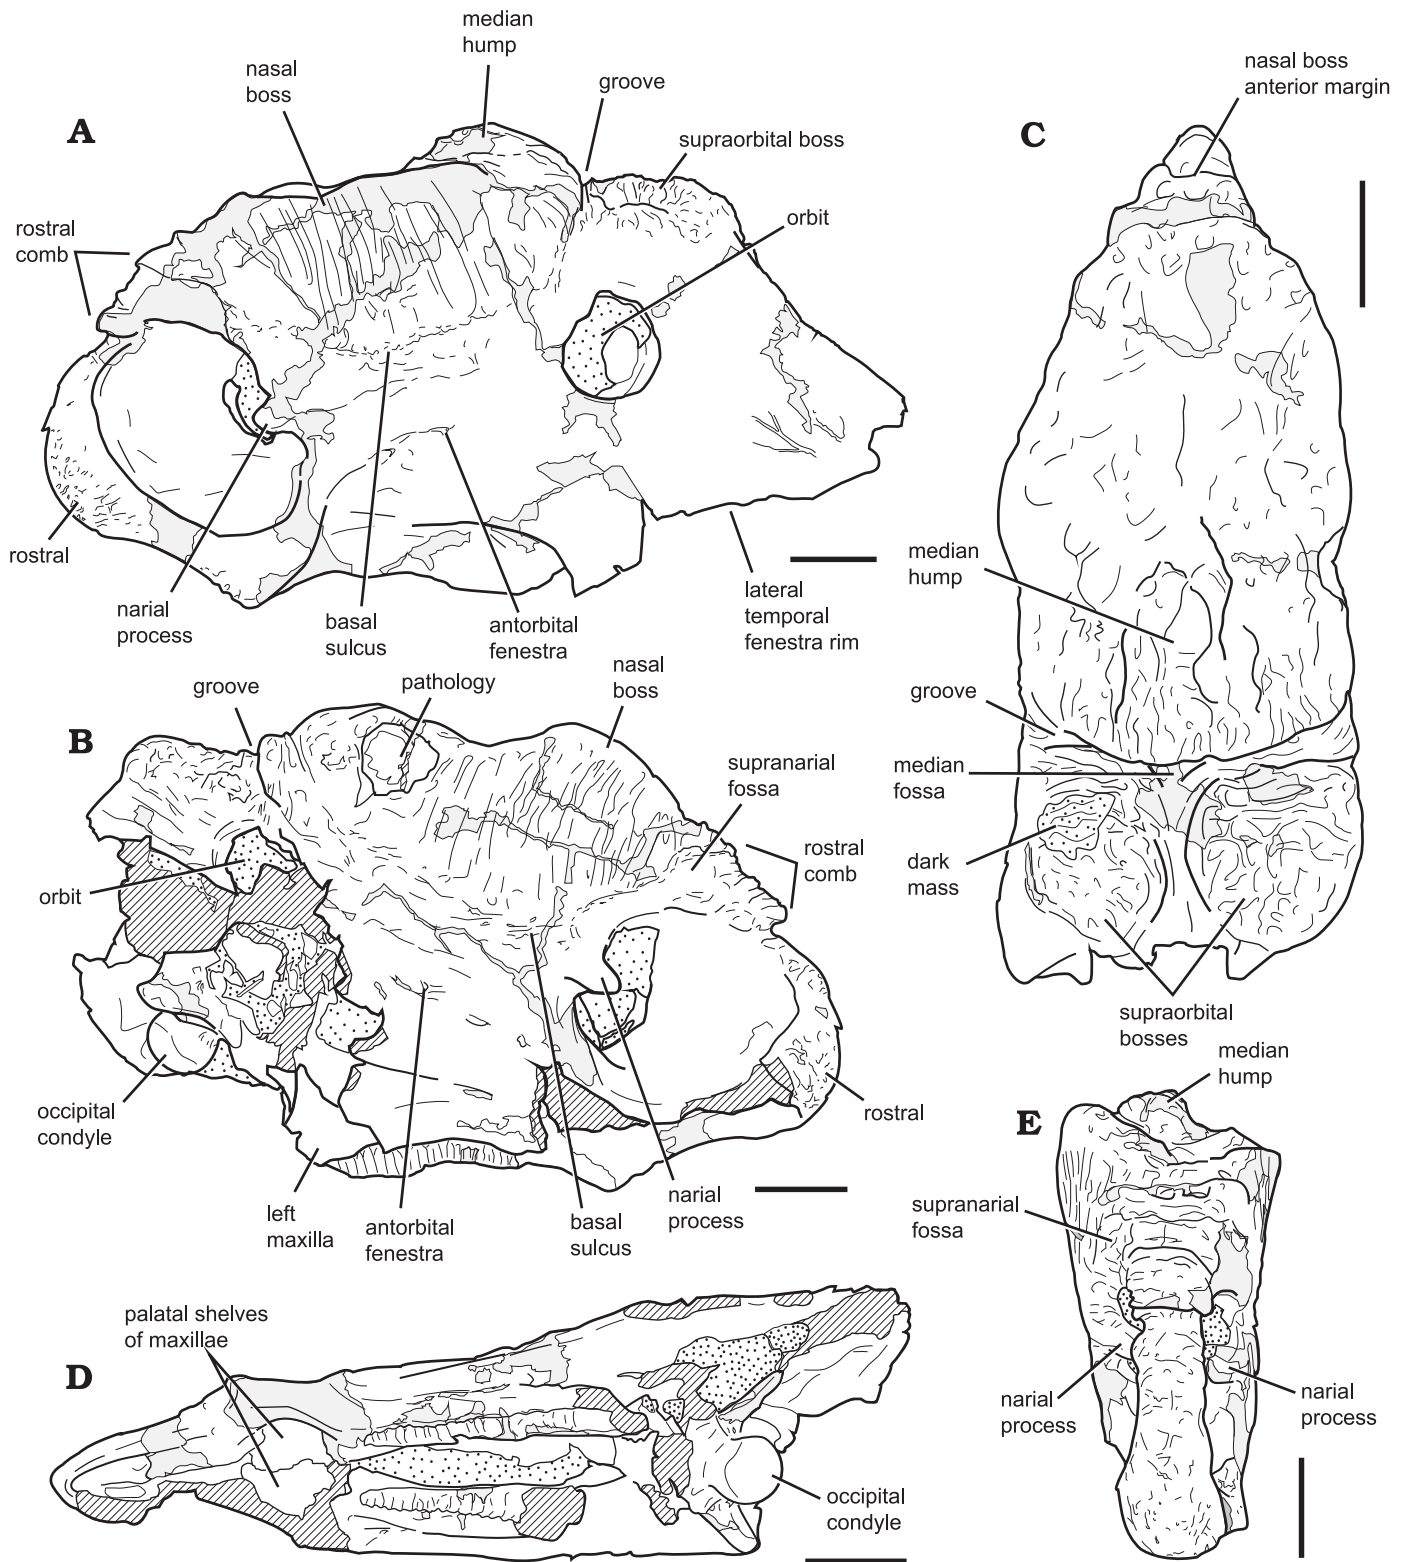 A
median
hump
nasal
boss
groove
supraorbital boss
orbit
rostral
comb
rostral
narial
process
basal
sulcus
antorbital
fenestra
lateral
temporal
fenestra rim
B
groove
pathology
nasal
boss
supranarial
fossa
rostral
comb
orbit
occipital
condyle
left
maxilla
antorbital
fenestra
basal
sulcus
narial
process
rostral
C
nasal boss
anterior margin
median
hump
groove
median
fossa
dark
mass
supraorbital
bosses
D
palatal shelves
of maxillae
occipital
condyle
E
median
hump
supranarial
fossa
narial
process
narial
process